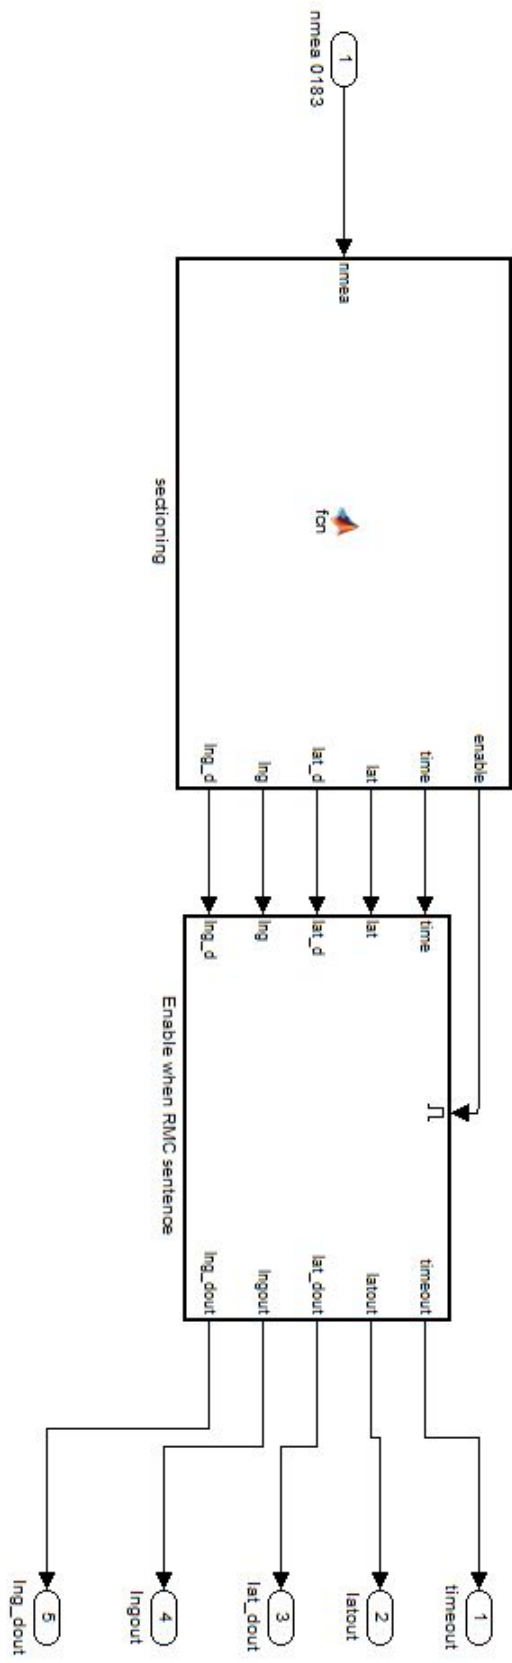 1
nmea 0183
nmea
fcn
enable
time
lat
lat_d
lng
lng_d
sectioning
time
lat
lat_d
lng
lng_d
timeout
latout
lat_dout
lngout
lng_dout
Enable when RMC sentence
1
timeout
2
latout
3
lat_dout
4
lngout
5
lng_dout